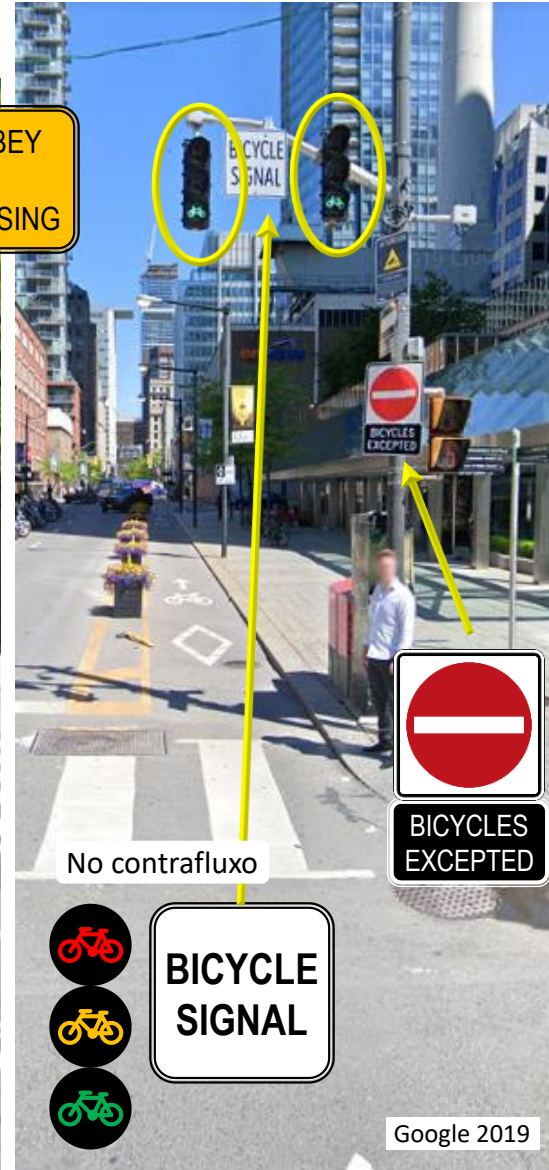 BEY
SING
BICYCLE
SIGNAL
BICYCLES
EXCEPTED
BICYCLES
EXCEPTED
No contrafluxo
BICYCLE
SIGNAL
Google 2019